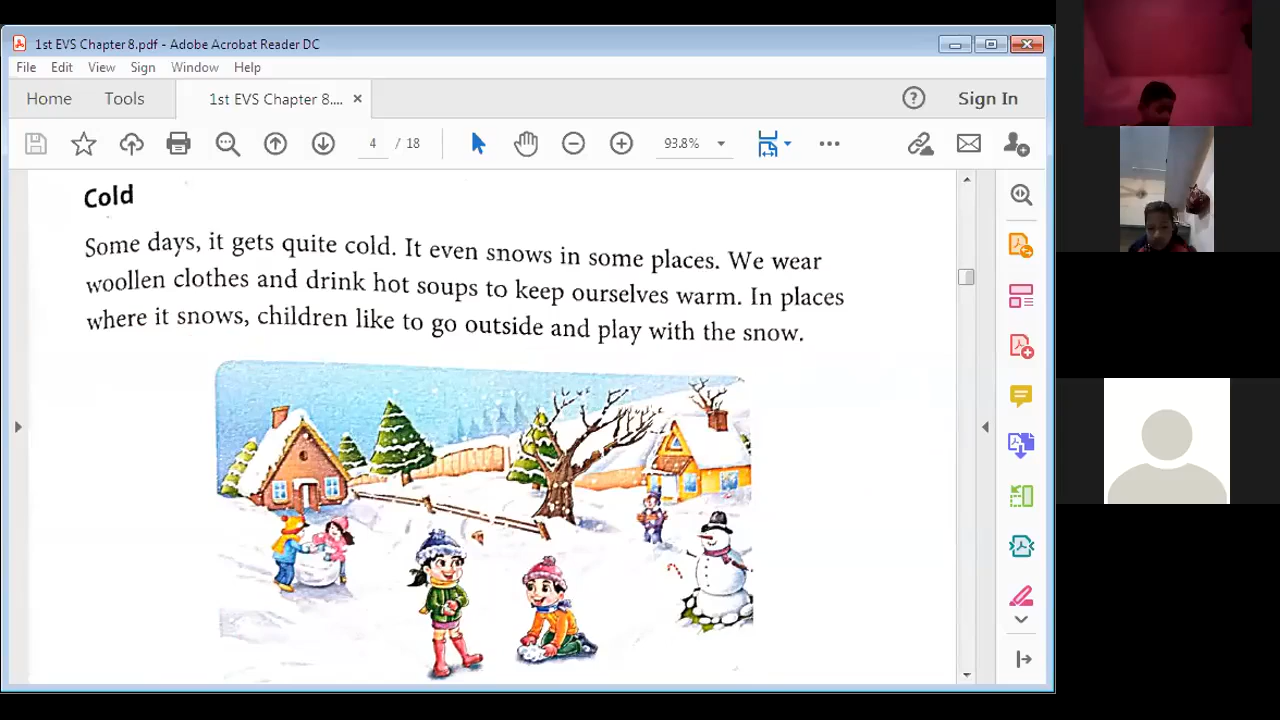 1st EVS Chapter 8.pdf - Adobe Acrobat Reader DC
File Edit View Sign Window Help
Home Tools 1st EVS Chapter 8.... × Sign In
4 / 18 93.8%
Cold
Some days, it gets quite cold. It even snows in some places. We wear
woollen clothes and drink hot soups to keep ourselves warm. In places
where it snows, children like to go outside and play with the snow.